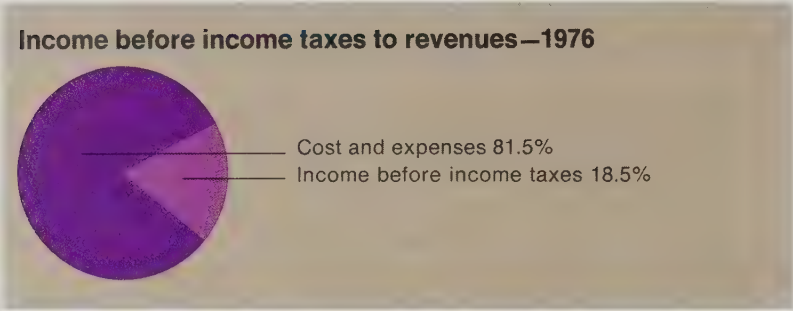 Income before income taxes to revenues—1976
Cost and expenses 81.5%
Income before income taxes 18.5%